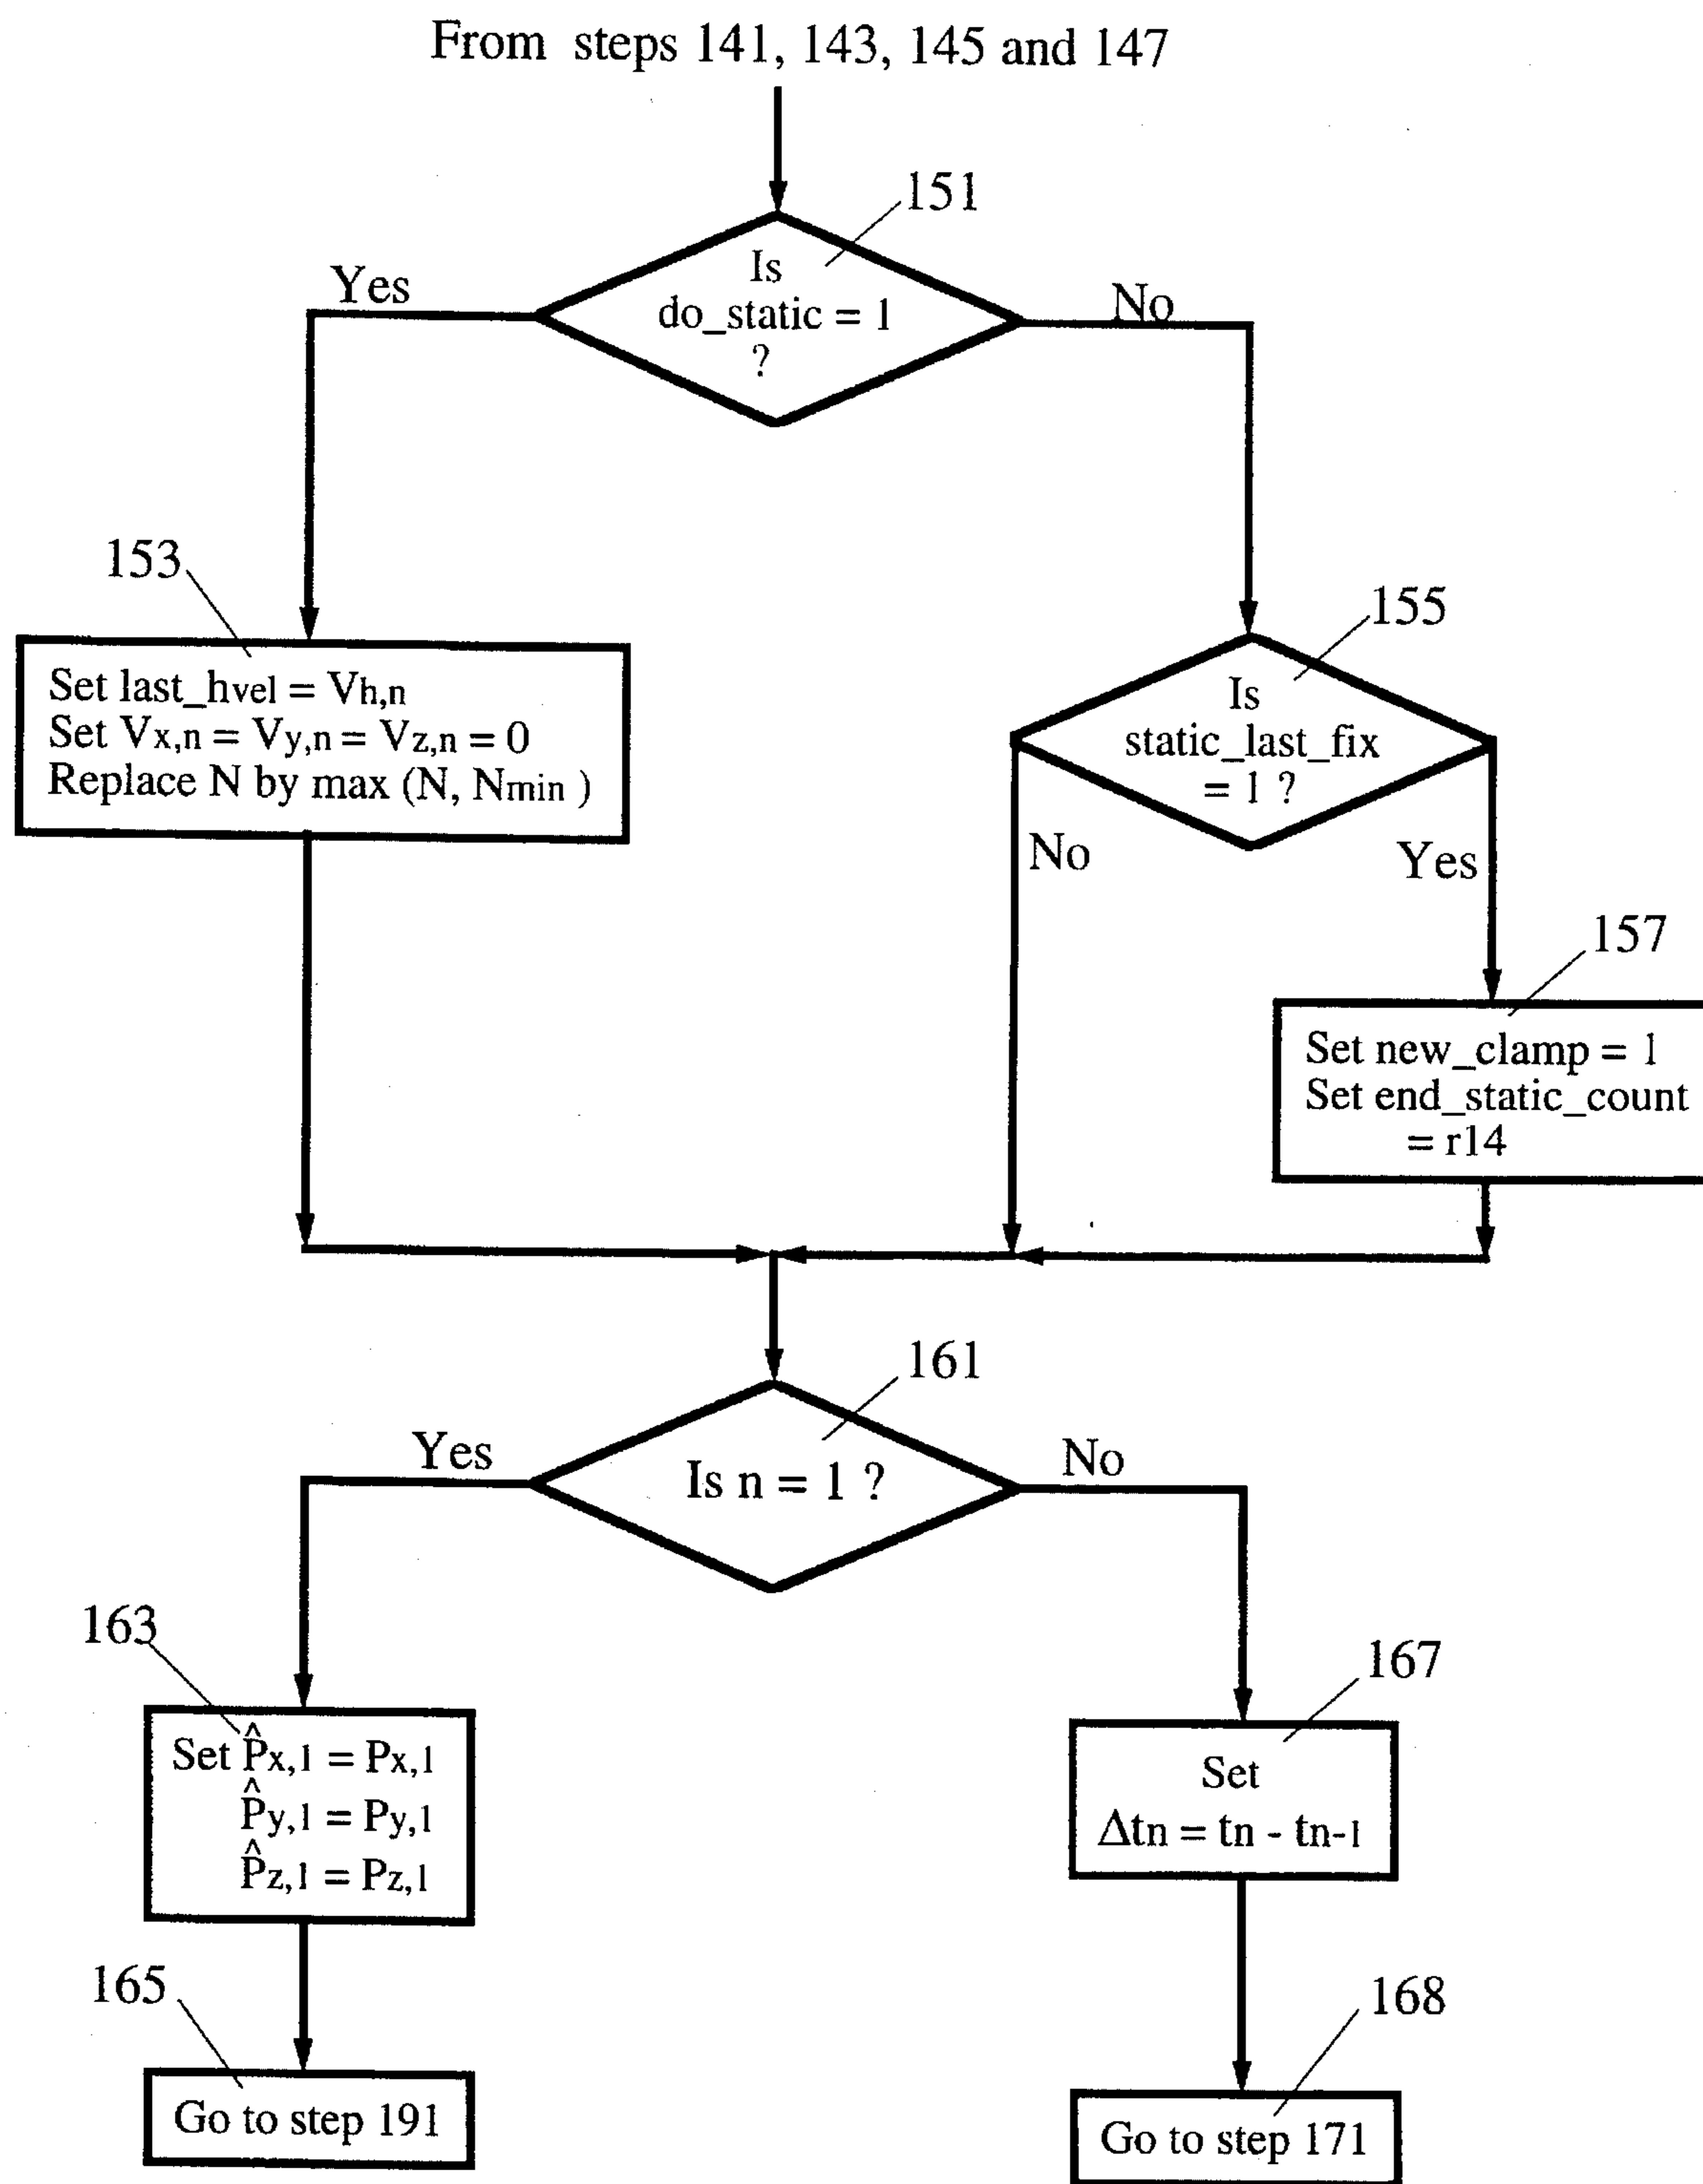 From steps 141, 143, 145 and 147
151
Is
do_static = 1
?
Yes
No
153
Set last_hvel = Vh,n
Set Vx,n = Vy,n = Vz,n = 0
Replace N by max (N, Nmin )
155
Is
static_last_fix
= 1 ?
No
Yes
157
Set new_clamp = 1
Set end_static_count
= r14
161
Is n = 1 ?
Yes
No
163
Set P̂x,1 = Px,1
P̂y,1 = Py,1
P̂z,1 = Pz,1
167
Set
Δtn = tn - tn-1
165
Go to step 191
168
Go to step 171